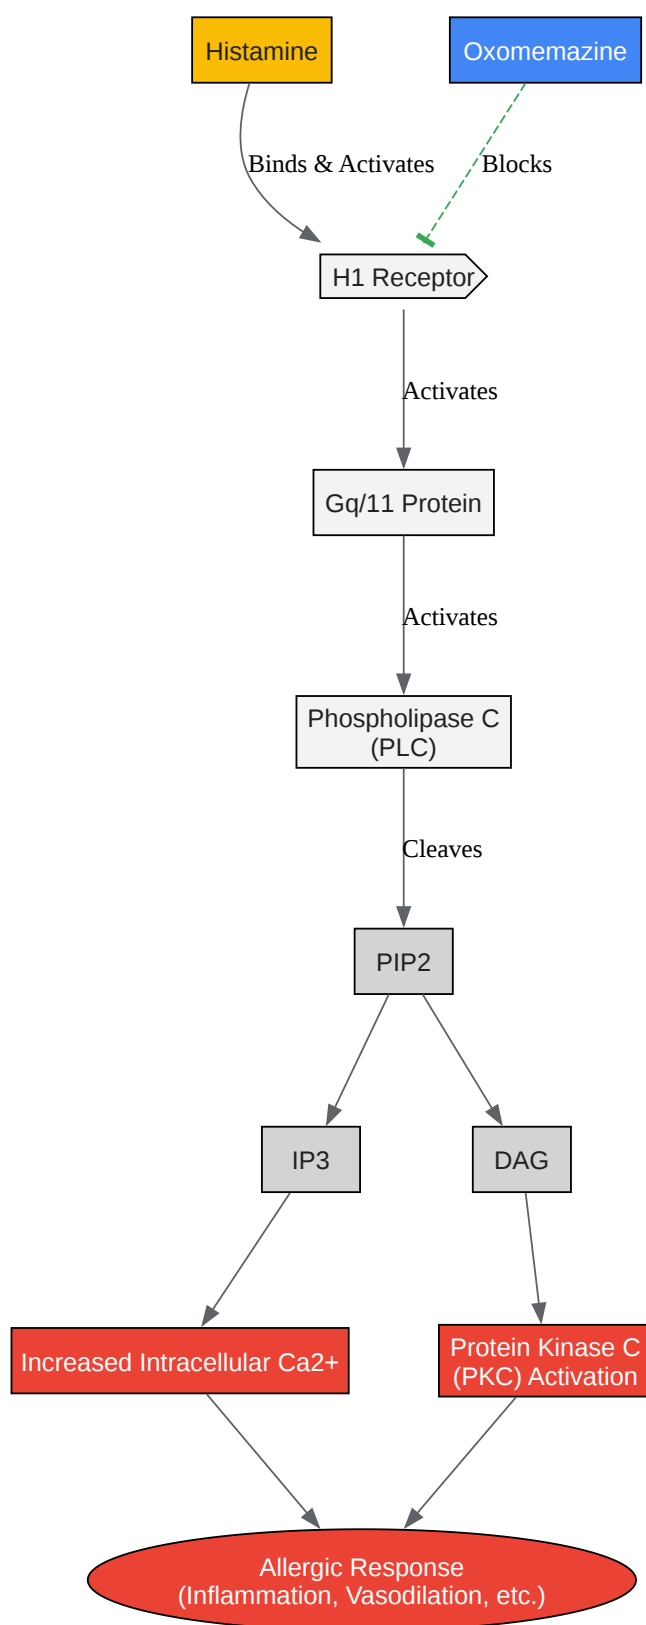 Histamine
Oxomemazine
Binds & Activates
Blocks
H1 Receptor
Activates
Gq/11 Protein
Activates
Phospholipase C
(PLC)
Cleaves
PIP2
IP3
DAG
Increased Intracellular Ca2+
Protein Kinase C
(PKC) Activation
Allergic Response
(Inflammation, Vasodilation, etc.)